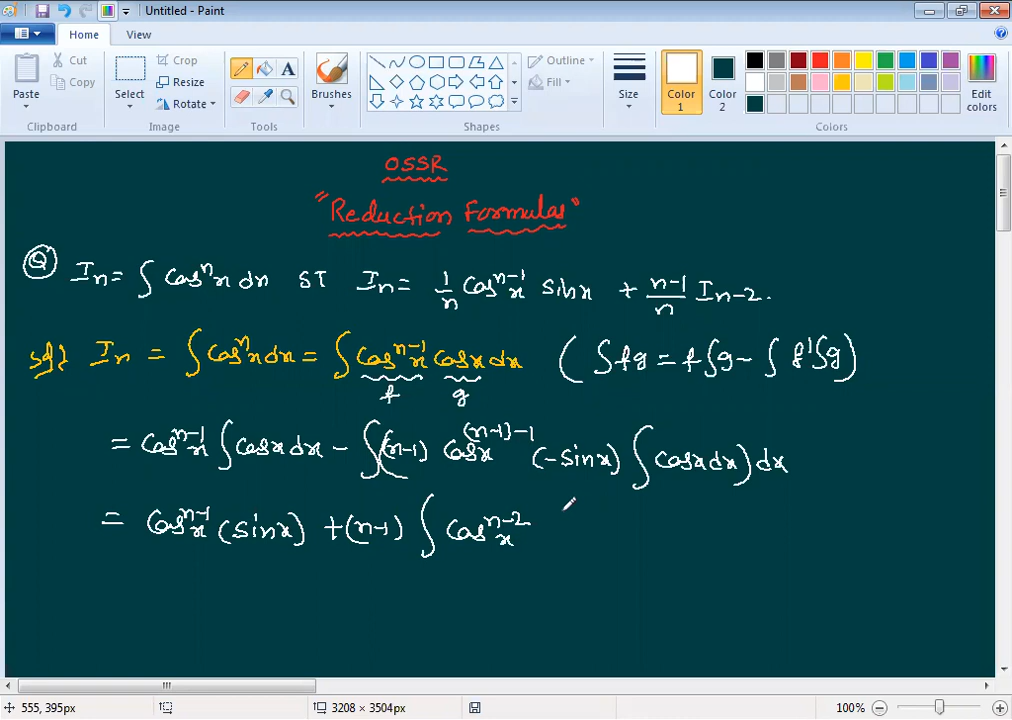 Untitled - Paint
Home View
Paste Cut Copy
Select Crop Resize Rotate
A
Brushes
Outline Fill
Size
Color 1 Color 2
Edit colors
Clipboard Image Tools Shapes Colors
OSSR
"Reduction Formulas"
Q In = ∫ Cosⁿx dx ST In = 1/n Cosⁿ⁻¹x sinx + n-1/n In-2.
Sol} In = ∫Cosⁿx dx = ∫ Cosⁿ⁻¹x Cosx dx (∫fg = f∫g - ∫ f'∫g)
f g
= Cosⁿ⁻¹x ∫Cosx dx - ∫((n-1) Cos⁽ⁿ⁻¹⁾⁻¹x (-sinx) ∫Cosx dx) dx
= Cosⁿ⁻¹x (sinx) + (n-1) ∫ Cosⁿ⁻²x
555, 395px 3208 × 3504px 100%